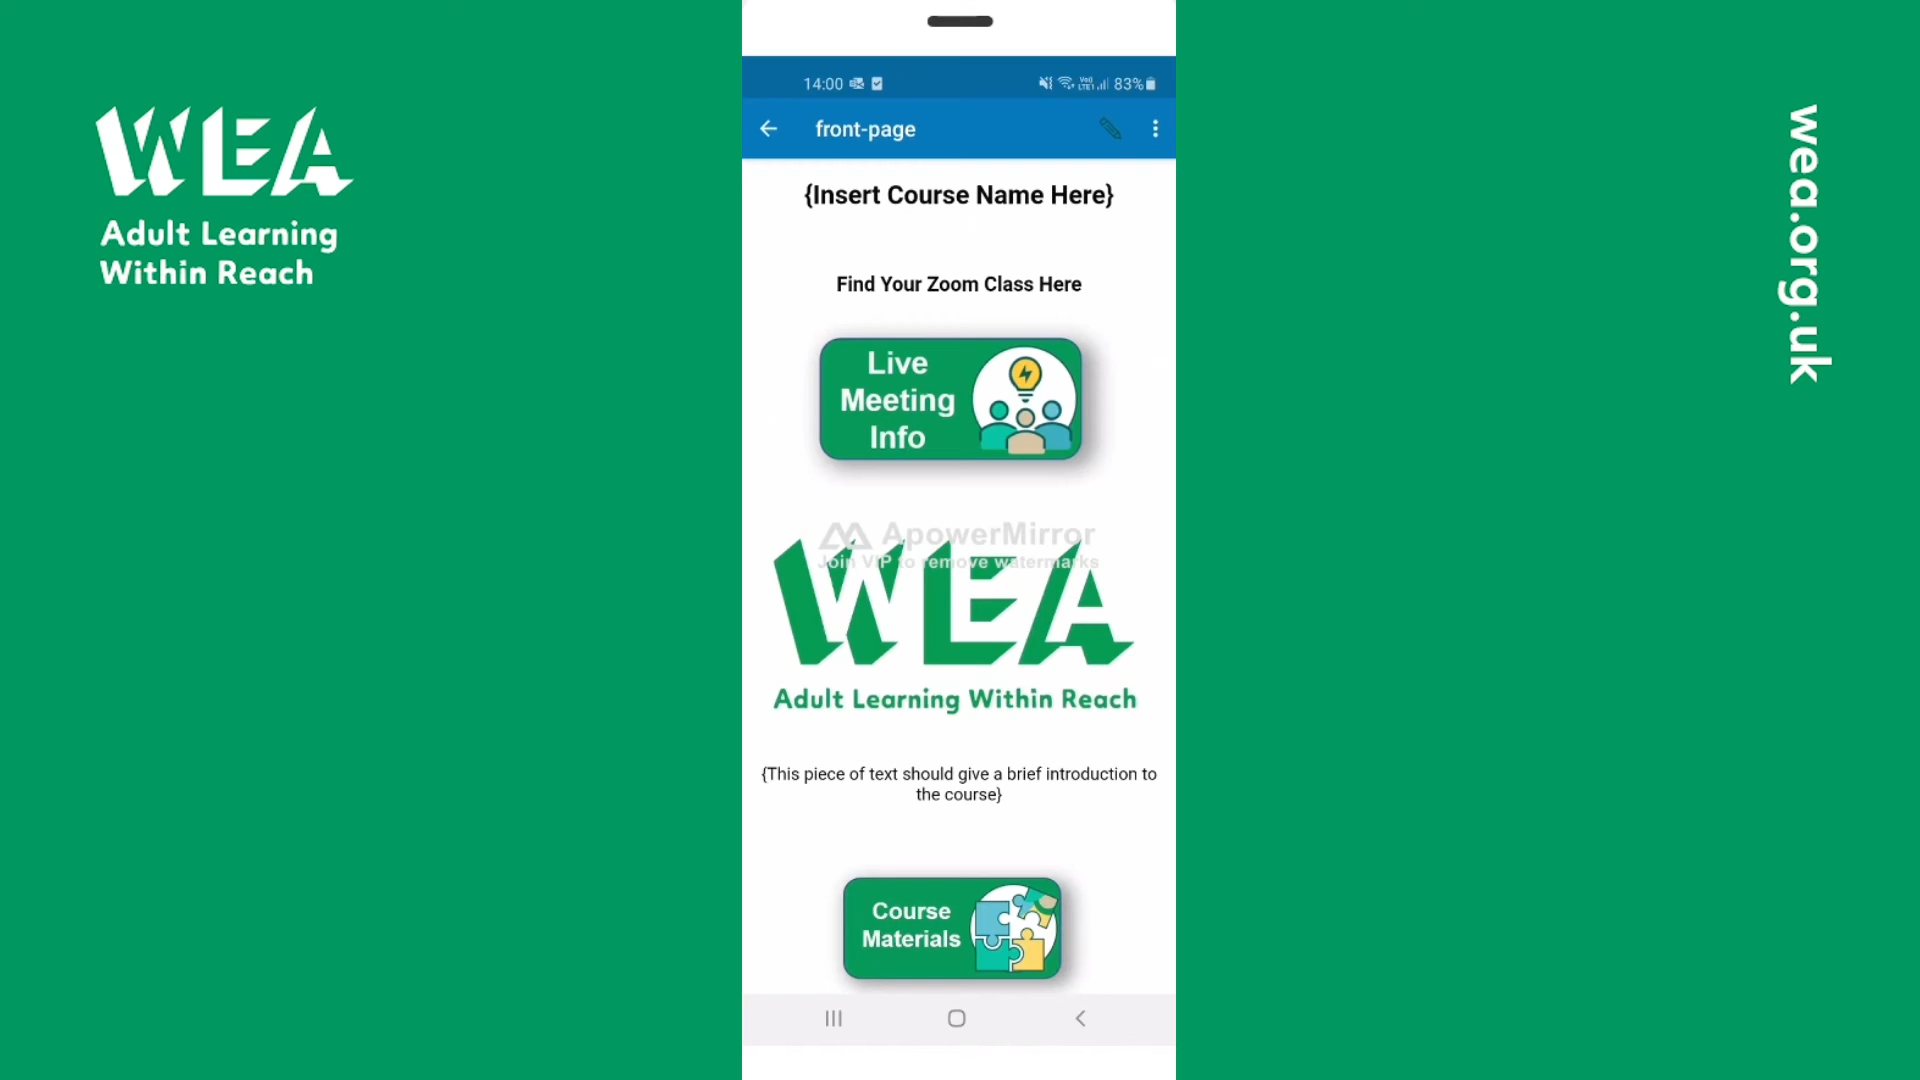 WEA
Adult Learning
Within Reach
14:00
83%
front-page
{Insert Course Name Here}
Find Your Zoom Class Here
Live
Meeting
Info
ApowerMirror
Join VIP to remove watermarks
WEA
Adult Learning Within Reach
{This piece of text should give a brief introduction to
the course}
Course
Materials
wea.org.uk